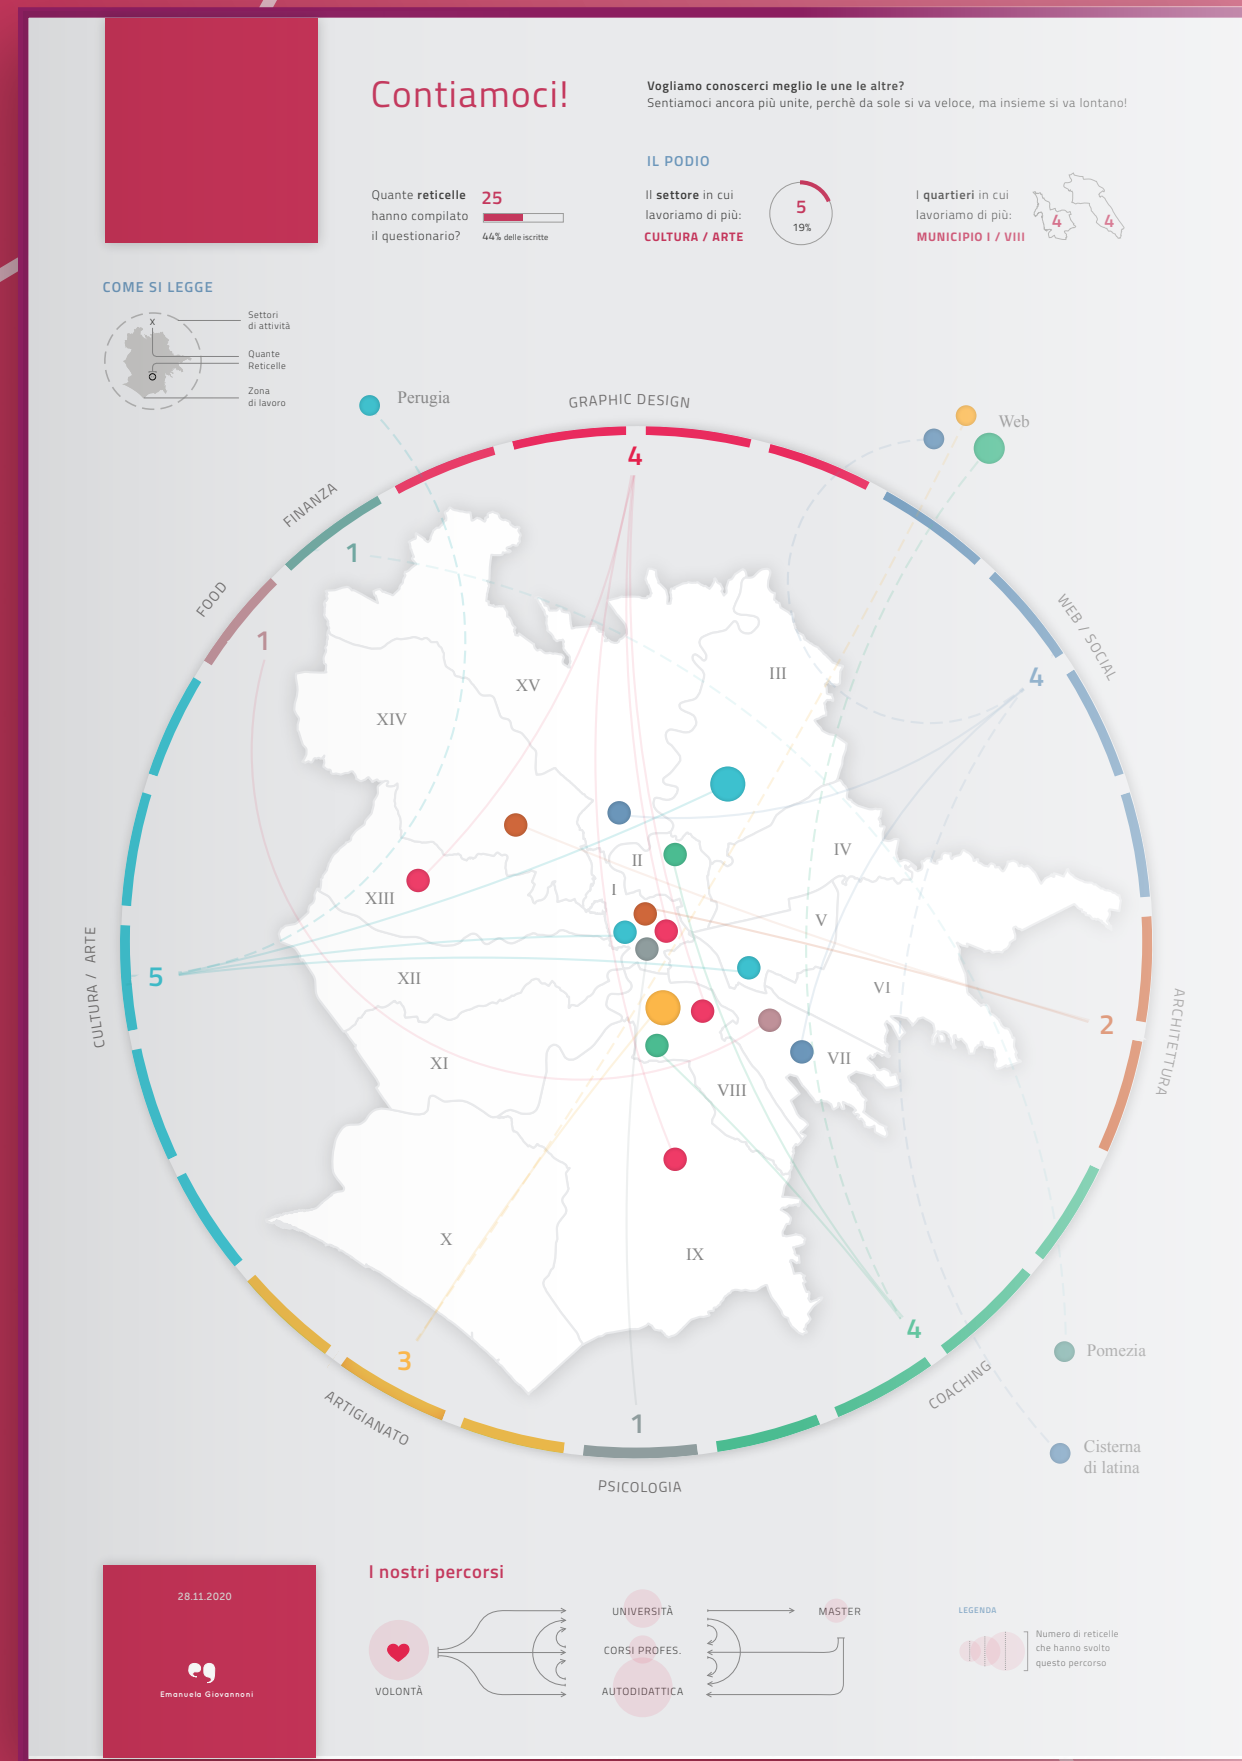 Contiamoci!
Vogliamo conoscerci meglio le une le altre?
Sentiamoci ancora più unite, perchè da sole si va veloce, ma insieme si va lontano!
IL PODIO
Quante reticelle
hanno compilato
il questionario?
25
44% delle iscritte
Il settore in cui
lavoriamo di più:
CULTURA / ARTE
5
19%
I quartieri in cui
lavoriamo di più:
MUNICIPIO I / VIII
4
4
COME SI LEGGE
x
Settori
di attività
Quante
Reticelle
Zona
di lavoro
Perugia
GRAPHIC DESIGN
Web
4
FINANZA
1
FOOD
1
WEB / SOCIAL
4
XV
III
XIV
IV
II
I
XIII
V
CULTURA / ARTE
5
XII
VI
ARCHITETTURA
2
XI
VII
VIII
X
IX
4
COACHING
Pomezia
3
ARTIGIANATO
1
PSICOLOGIA
Cisterna
di latina
I nostri percorsi
28.11.2020
Emanuela Giovannoni
VOLONTÀ
UNIVERSITÀ
CORSI PROFES.
AUTODIDATTICA
MASTER
LEGENDA
Numero di reticelle
che hanno svolto
questo percorso